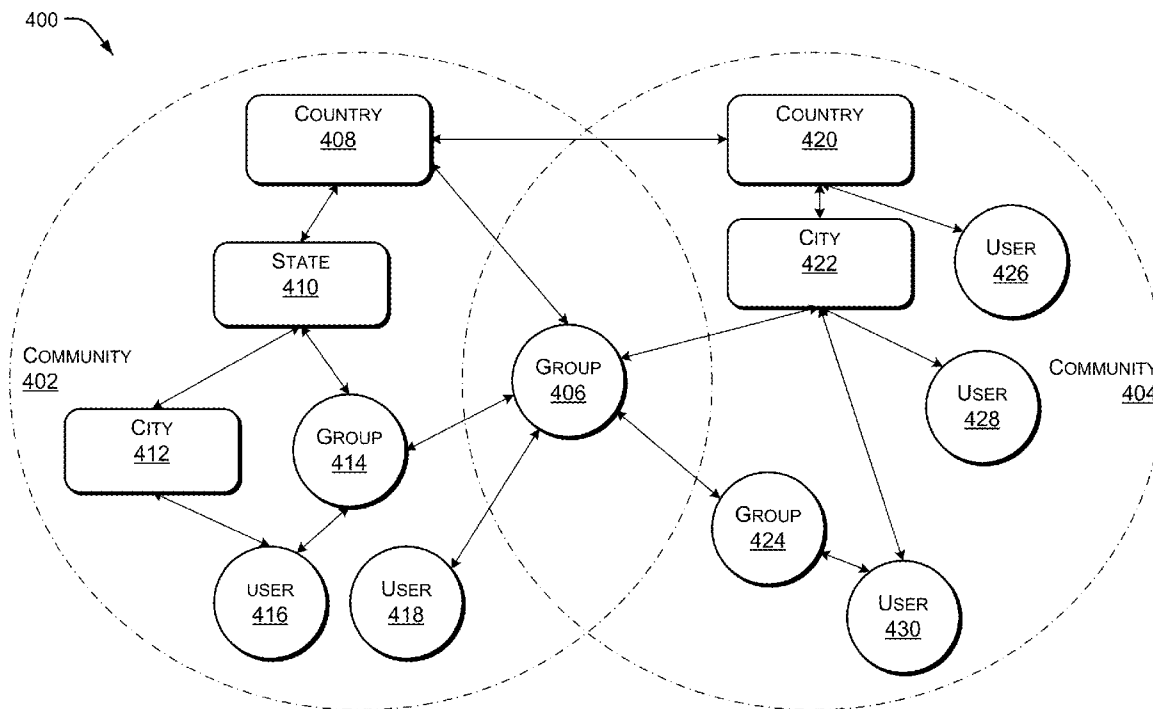 400
COUNTRY
408
COUNTRY
420
STATE
410
CITY
422
USER
426
COMMUNITY
402
GROUP
406
USER
428
COMMUNITY
404
CITY
412
GROUP
414
GROUP
424
USER
416
USER
418
USER
430